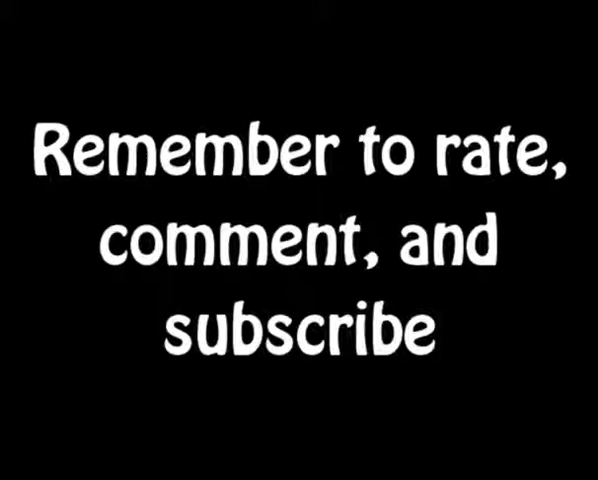 Remember to rate,
comment, and
subscribe